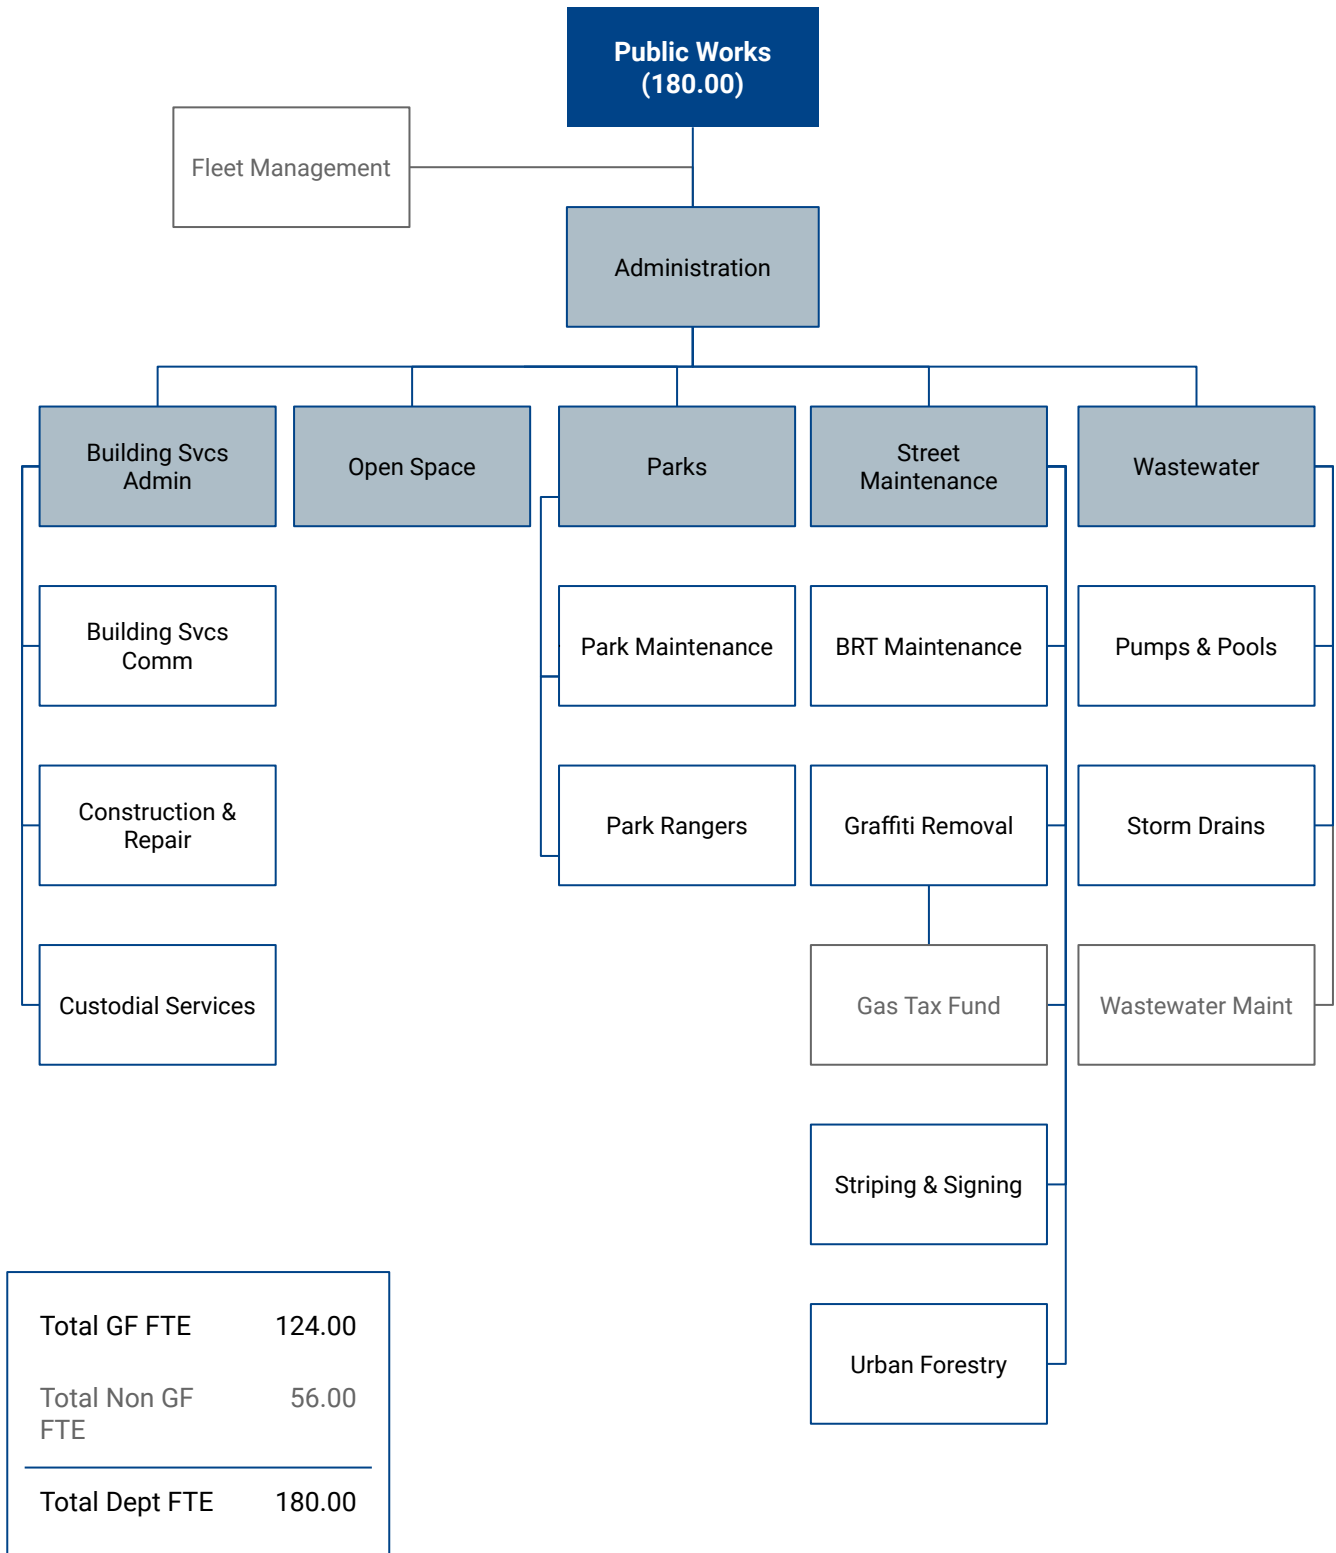 Public Works
(180.00)
Fleet Management
Administration
Building Svcs
Admin
Open Space
Parks
Street
Maintenance
Wastewater
Building Svcs
Comm
Park Maintenance
BRT Maintenance
Pumps & Pools
Construction &
Repair
Park Rangers
Graffiti Removal
Storm Drains
Custodial Services
Gas Tax Fund
Wastewater Maint
Striping & Signing
Urban Forestry
Total GF FTE 124.00
Total Non GF 56.00
FTE
Total Dept FTE 180.00